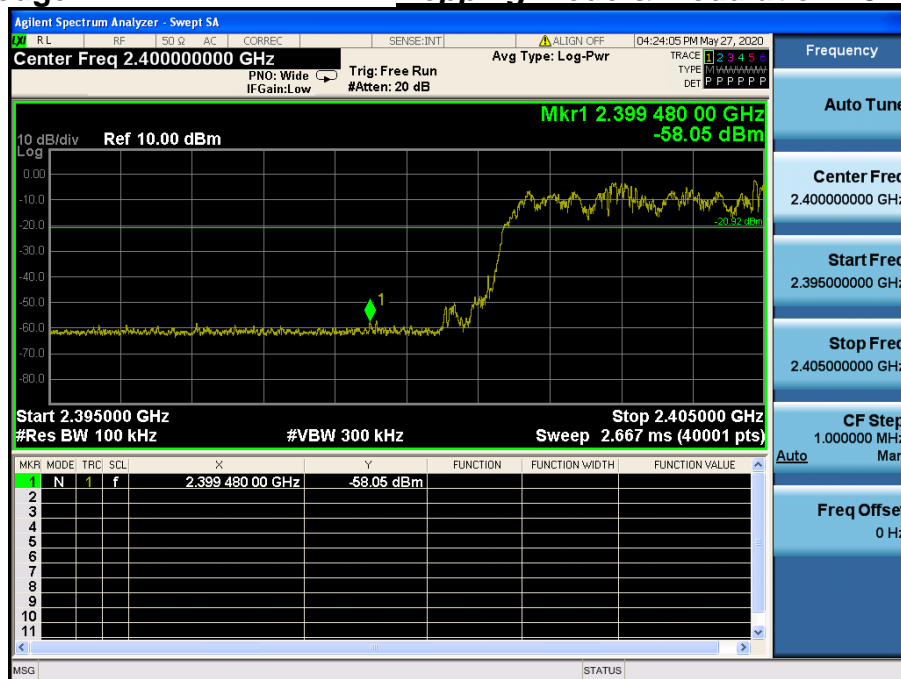 Agilent Spectrum Analyzer - Swept SA
LXI RL RF 50 Ω AC CORREC SENSE:INT ALIGN OFF 04:24:05 PM May 27, 2020
Center Freq 2.400000000 GHz
PNO: Wide
IFGain:Low
Trig: Free Run
#Atten: 20 dB
Avg Type: Log-Pwr
TRACE 1 2 3 4 5 6
TYPE M
DET P P P P P P
Mkr1 2.399 480 00 GHz
-58.05 dBm
10 dB/div Ref 10.00 dBm
Log
0.00
-10.0
-20.0
-30.0
-40.0
-50.0
-60.0
-70.0
-80.0
-20.92 dBm
1
Start 2.395000 GHz Stop 2.405000 GHz
#Res BW 100 kHz #VBW 300 kHz Sweep 2.667 ms (40001 pts)
MKR MODE TRC SCL X Y FUNCTION FUNCTION WIDTH FUNCTION VALUE
1 N 1 f 2.399 480 00 GHz -58.05 dBm
2
3
4
5
6
7
8
9
10
11
MSG STATUS
Frequency
Auto Tune
Center Freq
2.400000000 GHz
Start Freq
2.395000000 GHz
Stop Freq
2.405000000 GHz
CF Step
1.000000 MHz
Auto Man
Freq Offset
0 Hz